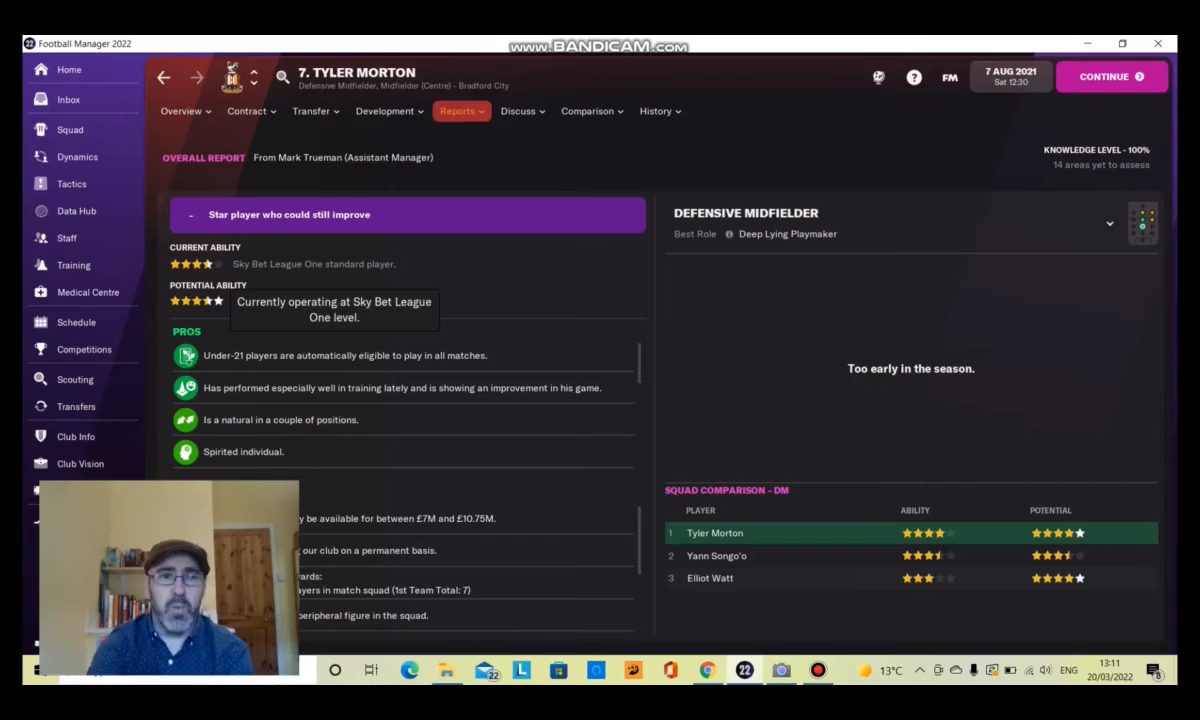 Football Manager 2022
www.BANDICAM.com
Home
Inbox
Squad
Dynamics
Tactics
Data Hub
Staff
Training
Medical Centre
Schedule
Competitions
Scouting
Transfers
Club Info
Club Vision
7. TYLER MORTON
Defensive Midfielder, Midfielder (Centre) - Bradford City
?
FM
7 AUG 2021
Sat 12:30
CONTINUE
Overview
Contract
Transfer
Development
Reports
Discuss
Comparison
History
OVERALL REPORT From Mark Trueman (Assistant Manager)
KNOWLEDGE LEVEL - 100%
14 areas yet to assess
- Star player who could still improve
CURRENT ABILITY
Sky Bet League One standard player.
POTENTIAL ABILITY
Currently operating at Sky Bet League
One level.
PROS
Under-21 players are automatically eligible to play in all matches.
Has performed especially well in training lately and is showing an improvement in his game.
Is a natural in a couple of positions.
Spirited individual.
y be available for between £7M and £10.75M.
our club on a permanent basis.
ards:
ayers in match squad (1st Team Total: 7)
peripheral figure in the squad.
DEFENSIVE MIDFIELDER
Best Role Deep Lying Playmaker
Too early in the season.
SQUAD COMPARISON - DM
PLAYER ABILITY POTENTIAL
1 Tyler Morton
2 Yann Songo'o
3 Elliot Watt
22
L
22
13°C
ENG
13:11
20/03/2022
8